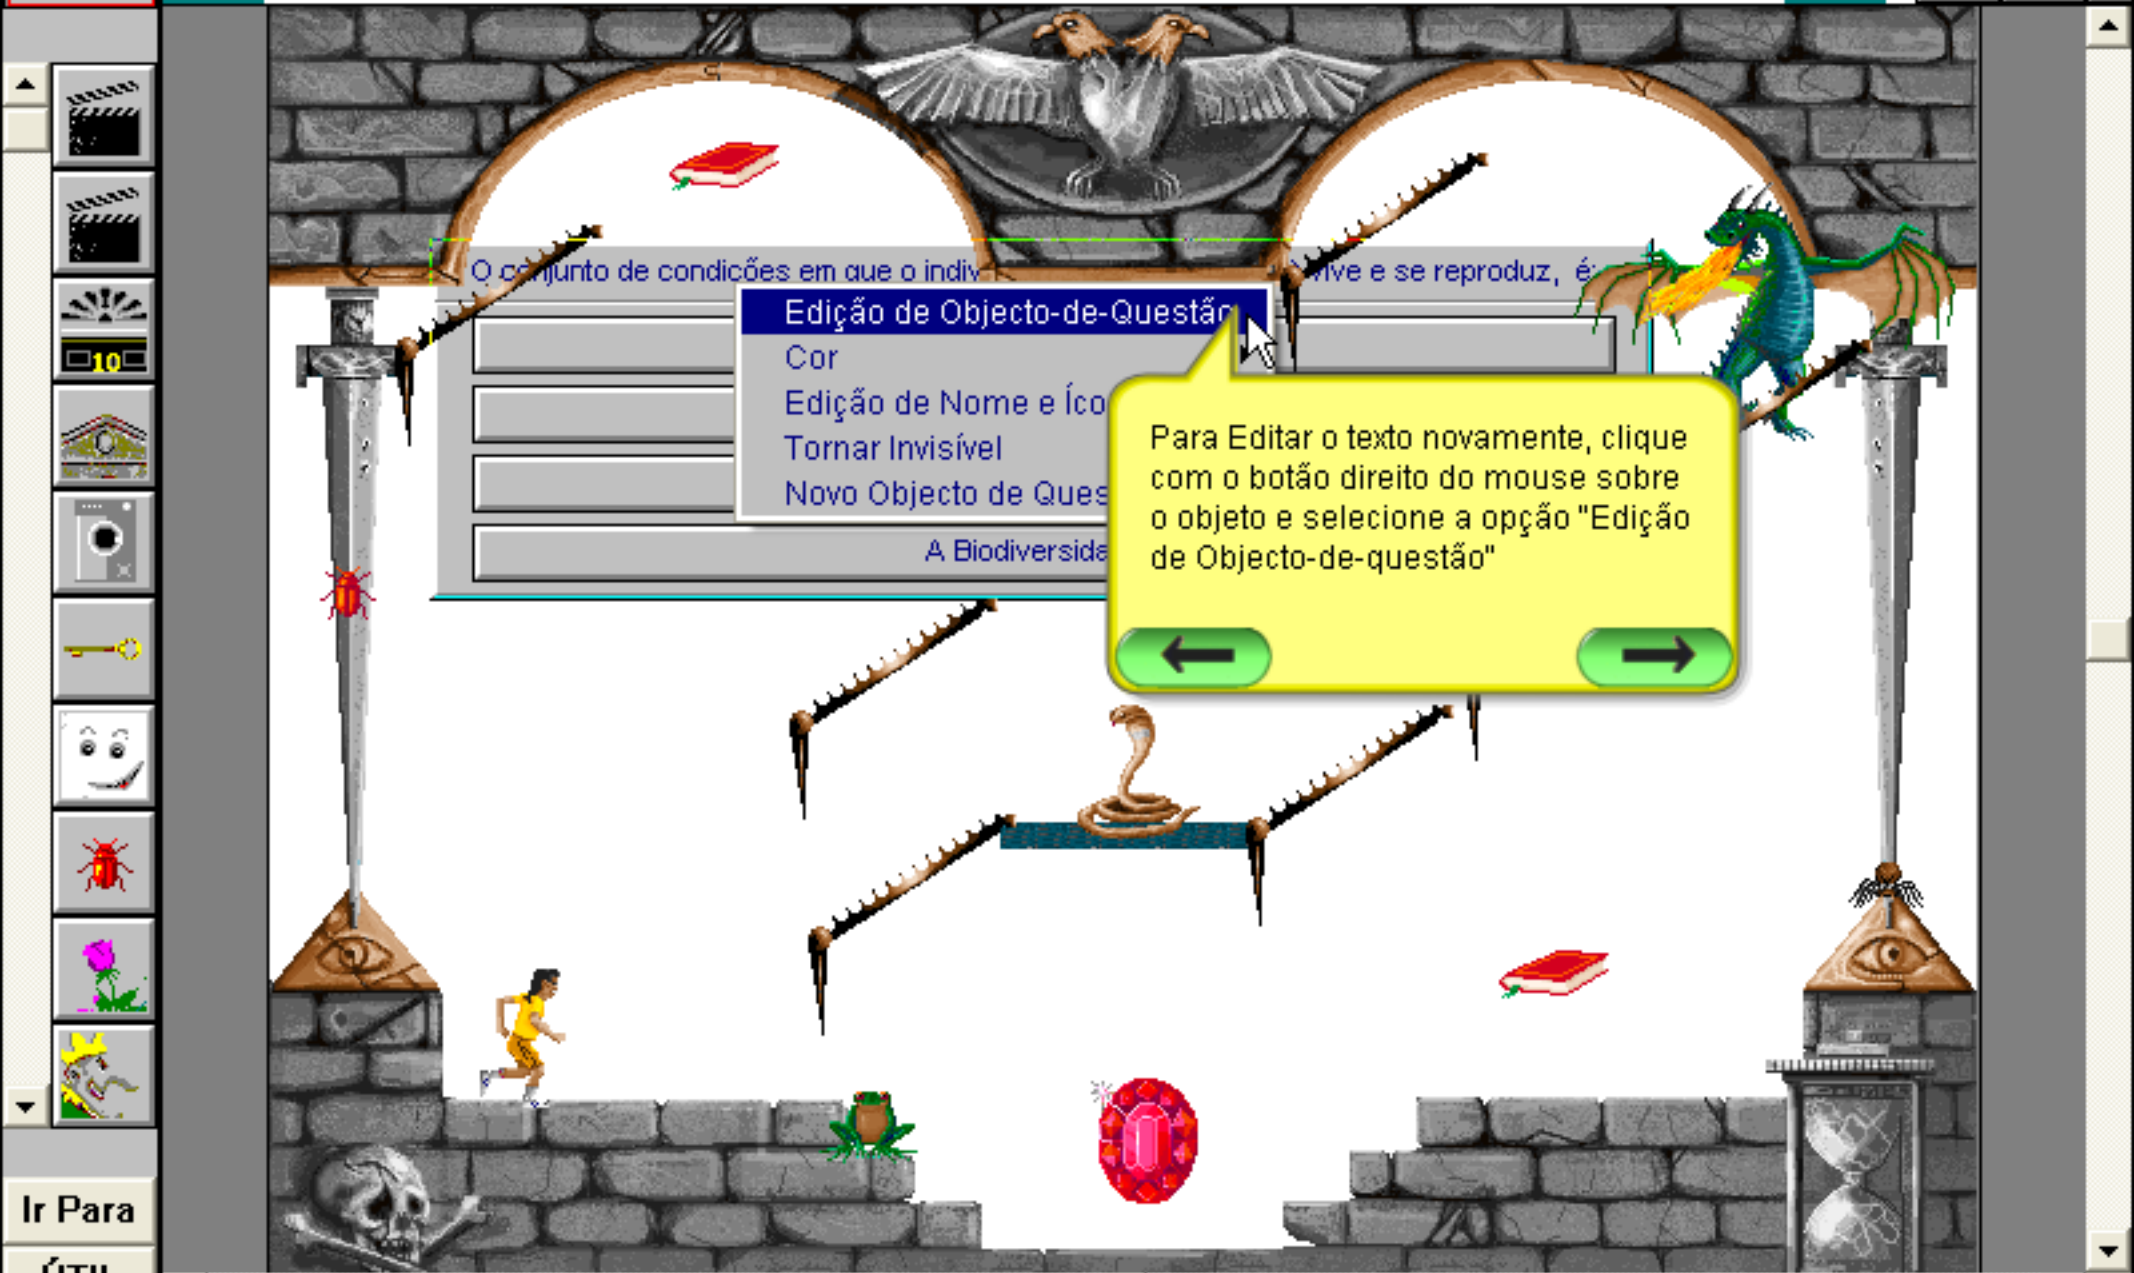 10
O conjunto de condições em que o indiv
vive e se reproduz, é:
Edição de Objecto-de-Questão
Cor
Edição de Nome e Íco
Tornar Invisível
Novo Objecto de Ques
A Biodiversida
Para Editar o texto novamente, clique
com o botão direito do mouse sobre
o objeto e selecione a opção "Edição
de Objecto-de-questão"
Ir Para
ÚTIL